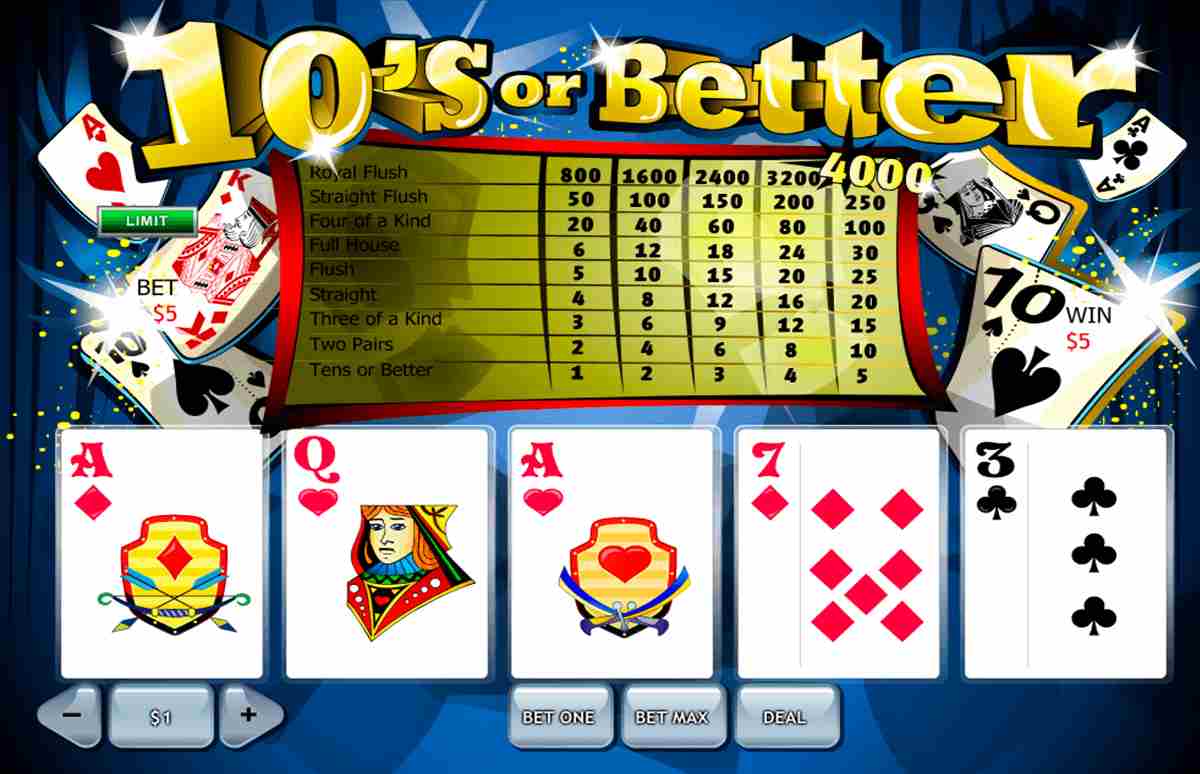 10's or Better
4000
Royal Flush 800 1600 2400 3200
Straight Flush 50 100 150 200 250
Four of a Kind 20 40 60 80 100
Full House 6 12 18 24 30
Flush 5 10 15 20 25
Straight 4 8 12 16 20
Three of a Kind 3 6 9 12 15
Two Pairs 2 4 6 8 10
Tens or Better 1 2 3 4 5
A
A
A
LIMIT
K
K
Q
BET
$5
10
10
WIN
$5
A Q A 7 3
- $1 + BET ONE BET MAX DEAL